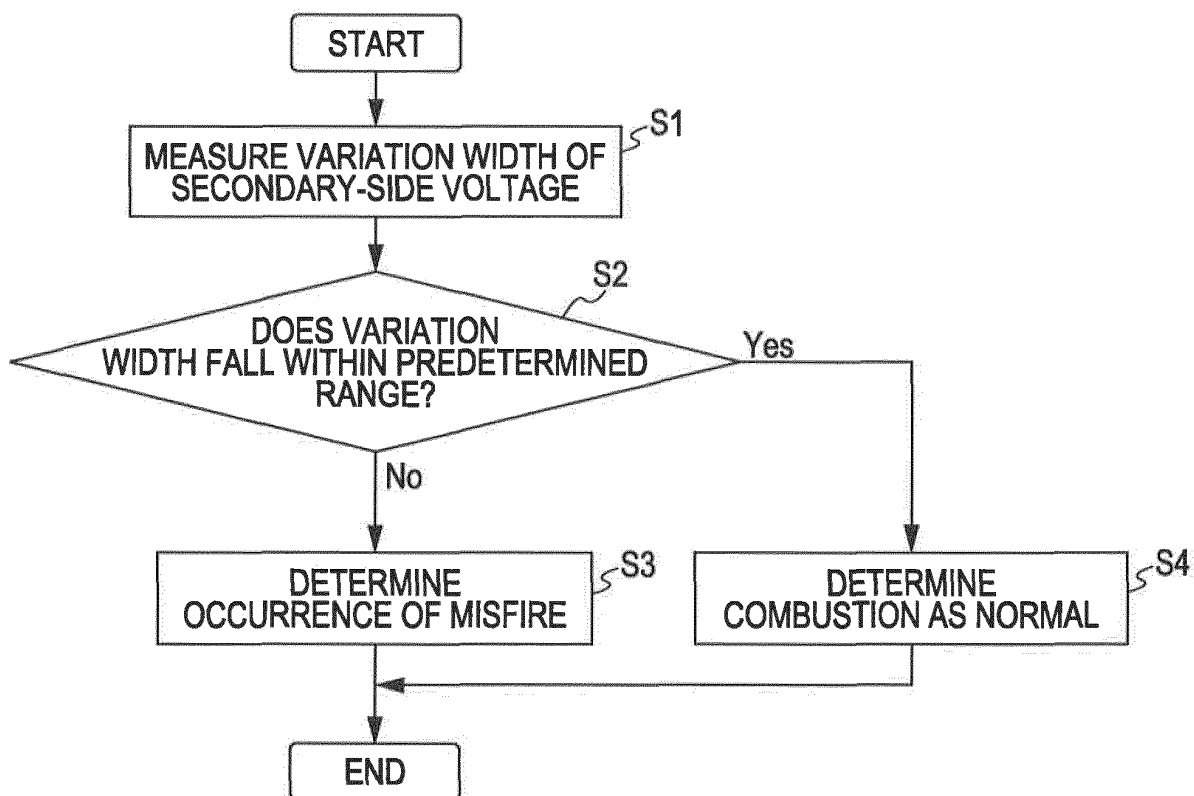 START
S1
MEASURE VARIATION WIDTH OF
SECONDARY-SIDE VOLTAGE
S2
DOES VARIATION
WIDTH FALL WITHIN PREDETERMINED
RANGE?
Yes
No
S3
DETERMINE
OCCURRENCE OF MISFIRE
S4
DETERMINE
COMBUSTION AS NORMAL
END